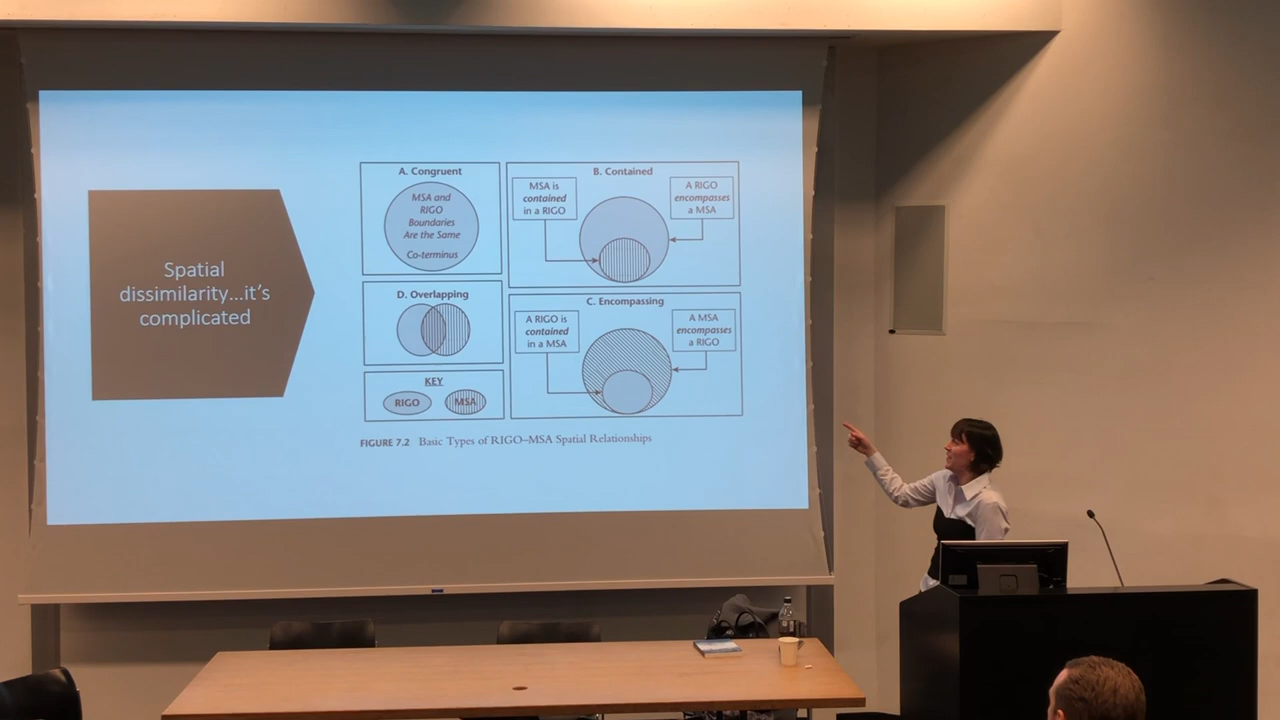 Spatial
dissimilarity...it's
complicated
A. Congruent
MSA and
RIGO
Boundaries
Are the Same
Co-terminus
B. Contained
MSA is
contained
in a RIGO
A RIGO
encompasses
a MSA
D. Overlapping
C. Encompassing
A RIGO is
contained
in a MSA
A MSA
encompasses
a RIGO
KEY
RIGO
MSA
FIGURE 7.2 Basic Types of RIGO–MSA Spatial Relationships